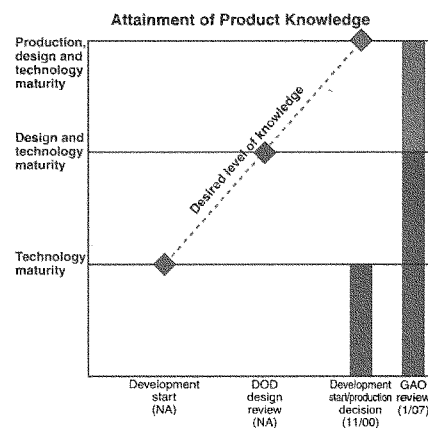 Attainment of Product Knowledge
Production,
design and
technology
maturity
Design and
technology
maturity
Technology
maturity
Desired level of knowledge
Development
start
(NA)
DOD
design
review
(NA)
Development
start/production
decision
(11/00)
GAO
review
(1/07)